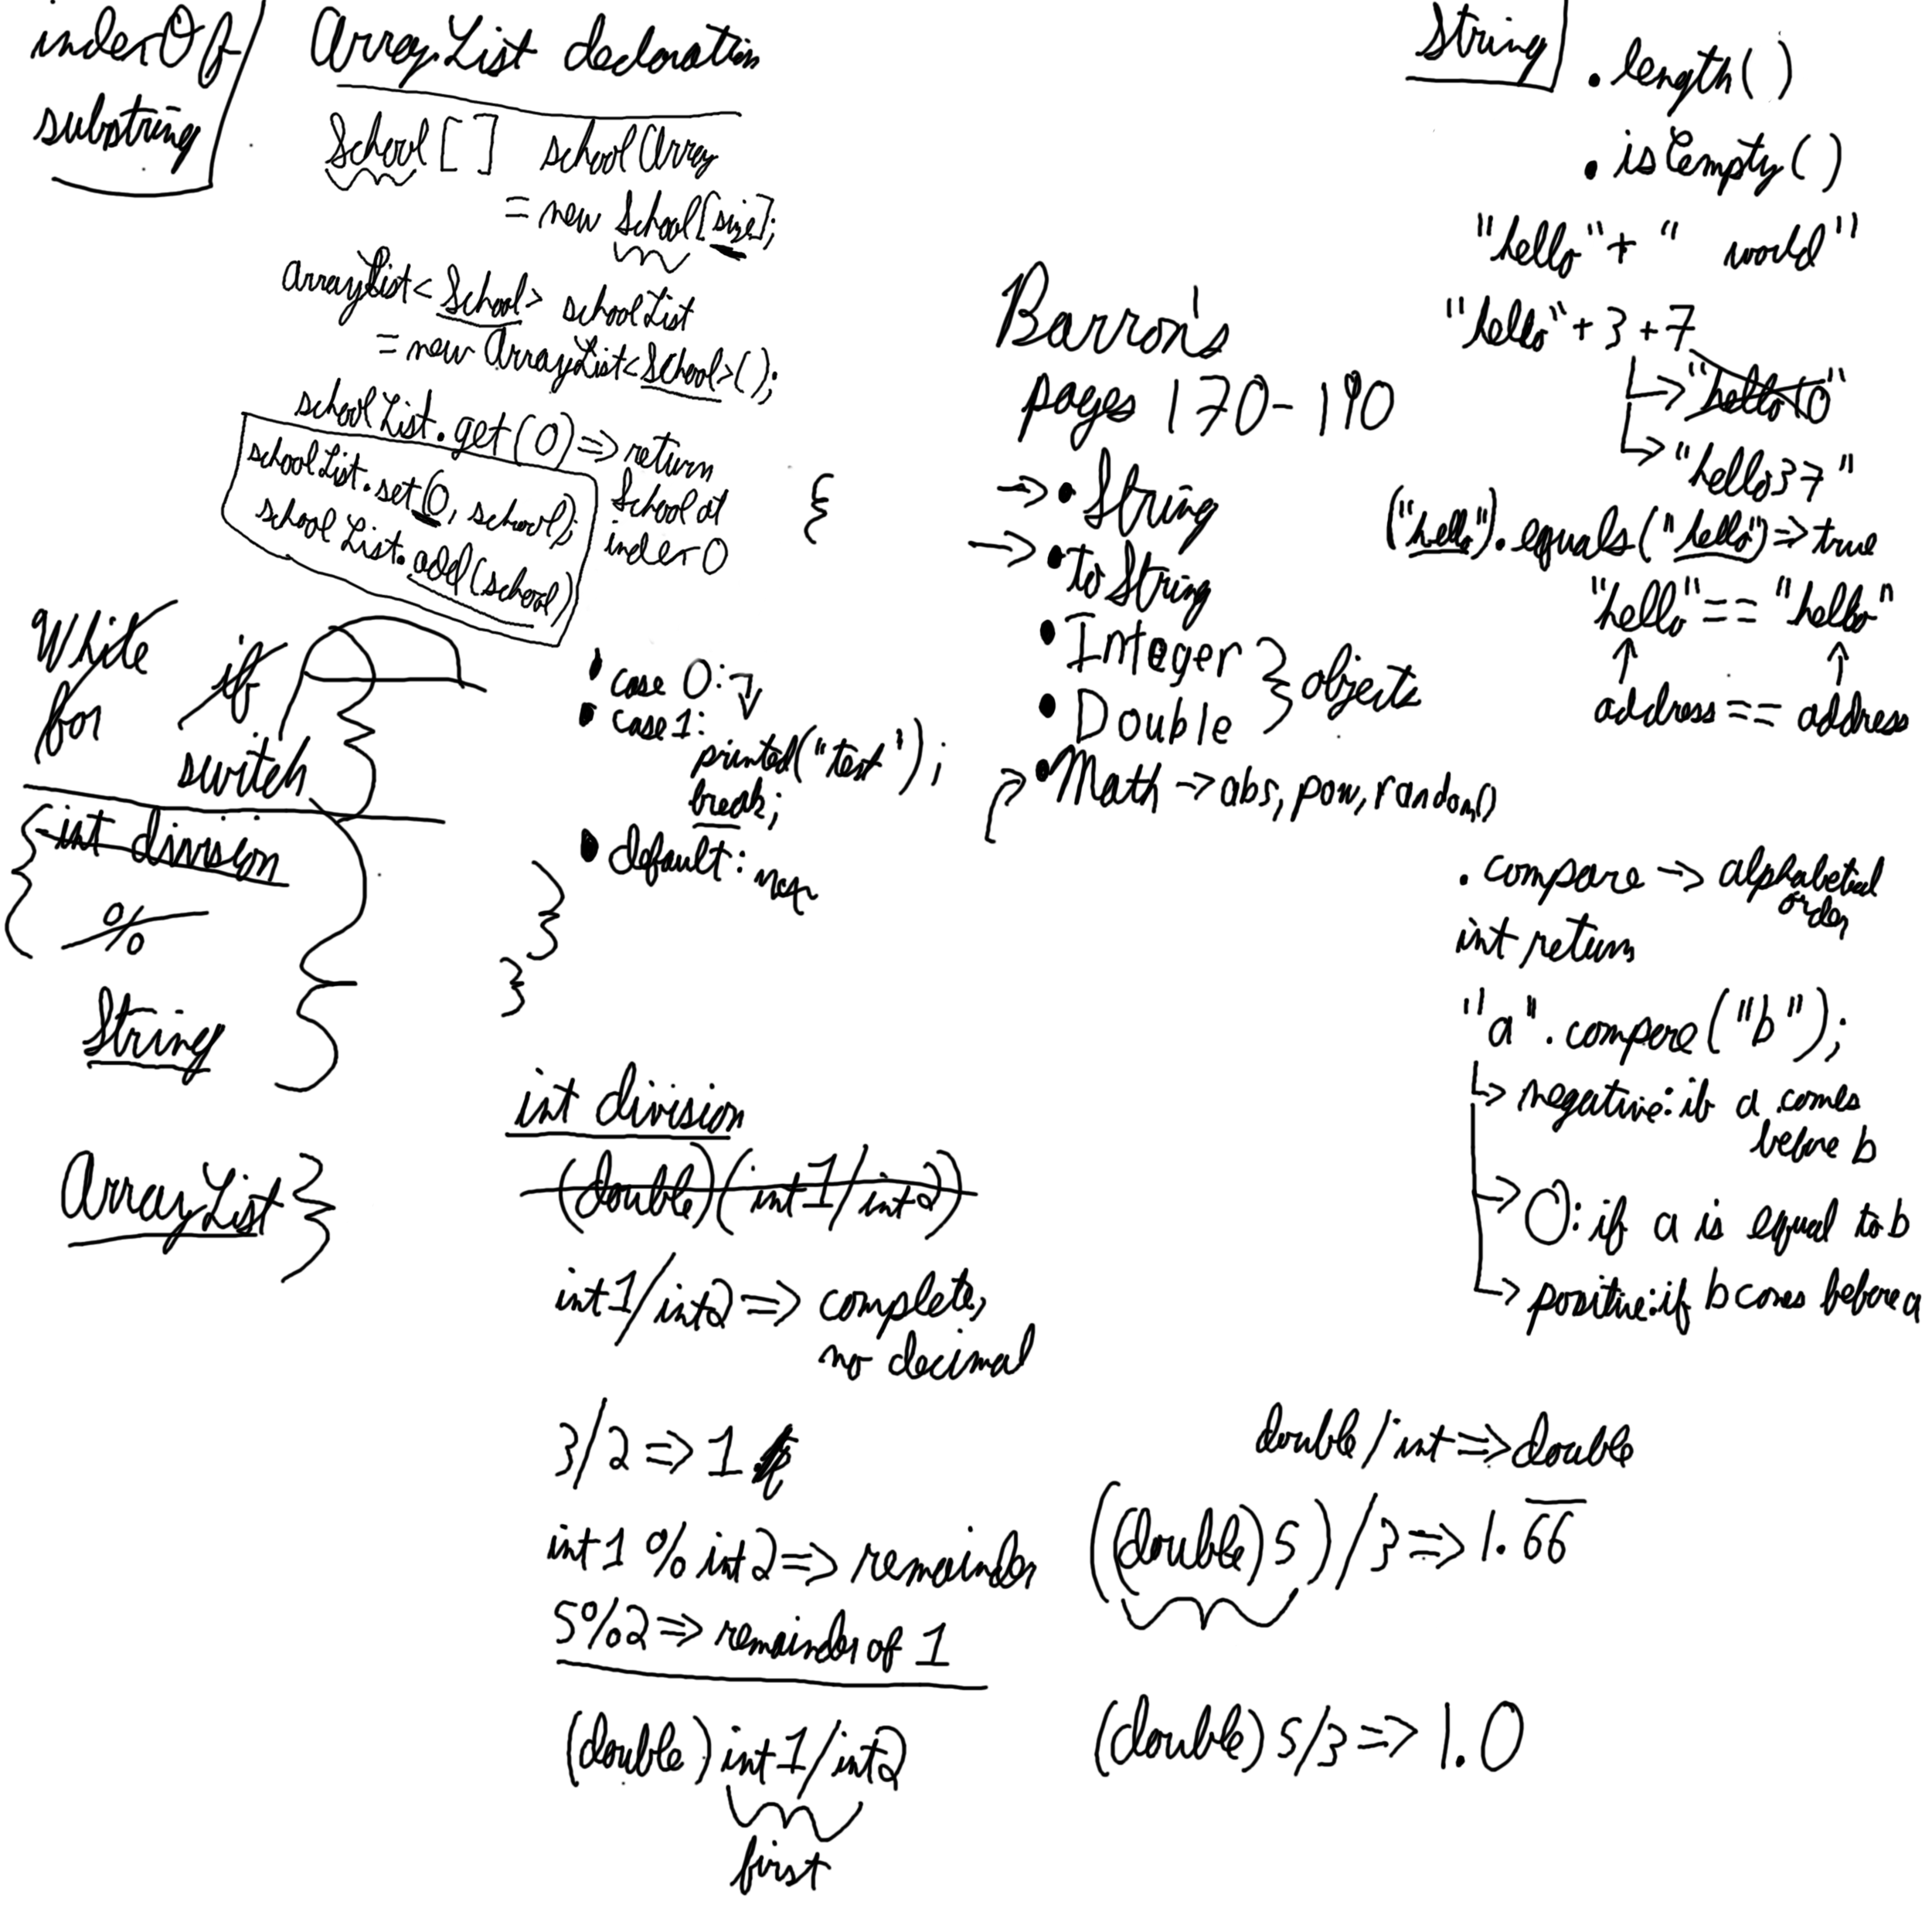 indexOf
substring
ArrayList declaration
School[] schoolArray
= new School[size];
ArrayList<School> schoolList
= new ArrayList<School>();
schoolList.get(0) => return
School at
index 0
schoolList.set(0, school);
schoolList.add(school)
While
for
if
switch
int division
%
String
ArrayList }
{
• case 0:
• case 1:
printed("test");
break;
• default:
}
}
int division
(double)(int1/int2)
int1/int2 => complete,
no decimal
3/2 => 1
int1 % int2 => remainder
5%2 => remainder of 1
(double) int1/int2
first
Barron's
pages 170-190
-> • String
-> • to String
• Integer
• Double
} objects
• Math -> abs, pow, random()
String
. length()
. isEmpty()
"hello" + " world"
"hello" + 3 + 7
-> "hello10"
-> "hello37"
("hello").equals("hello") => true
"hello" == "hello"
address == address
. compare -> alphabetical
order
int return
"a".compare("b");
-> negative: if a comes
before b
-> 0: if a is equal to b
-> positive: if b comes before a
double/int => double
((double)5)/3 => 1.66
(double)5/3 => 1.0